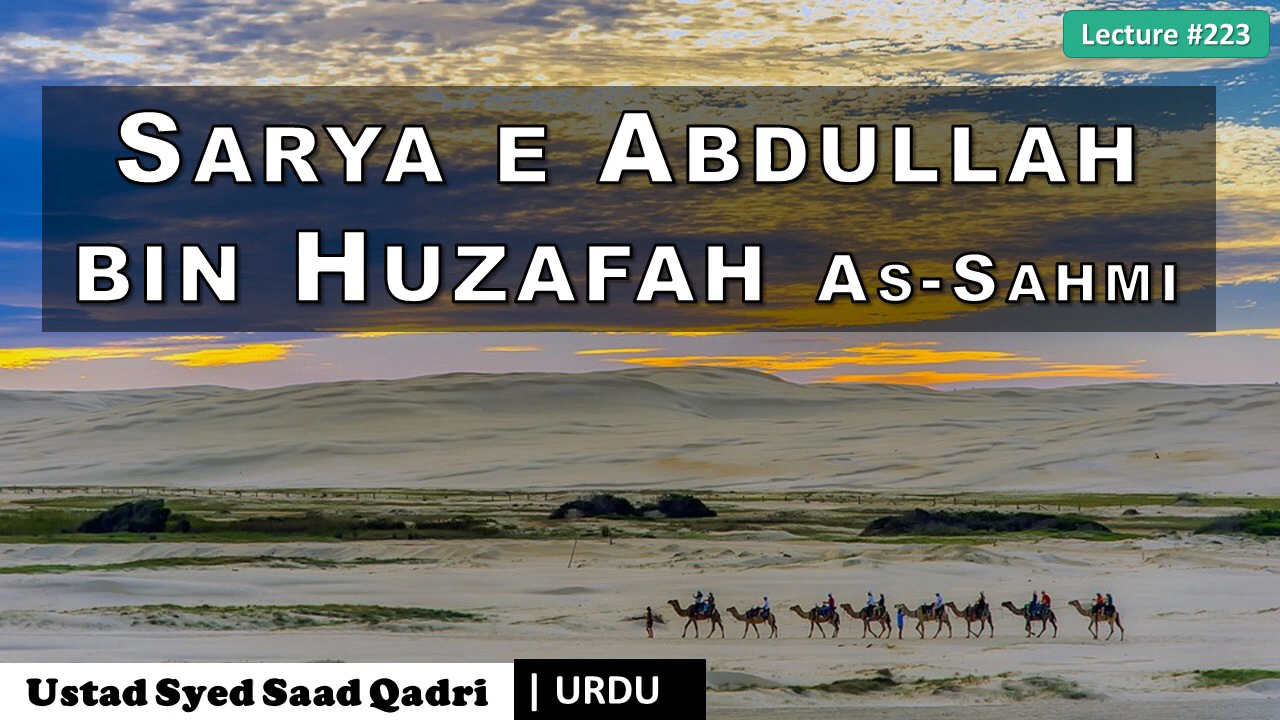 Lecture #223
SARYA E ABDULLAH
BIN HUZAFAH AS-SAHMI
Ustad Syed Saad Qadri | URDU